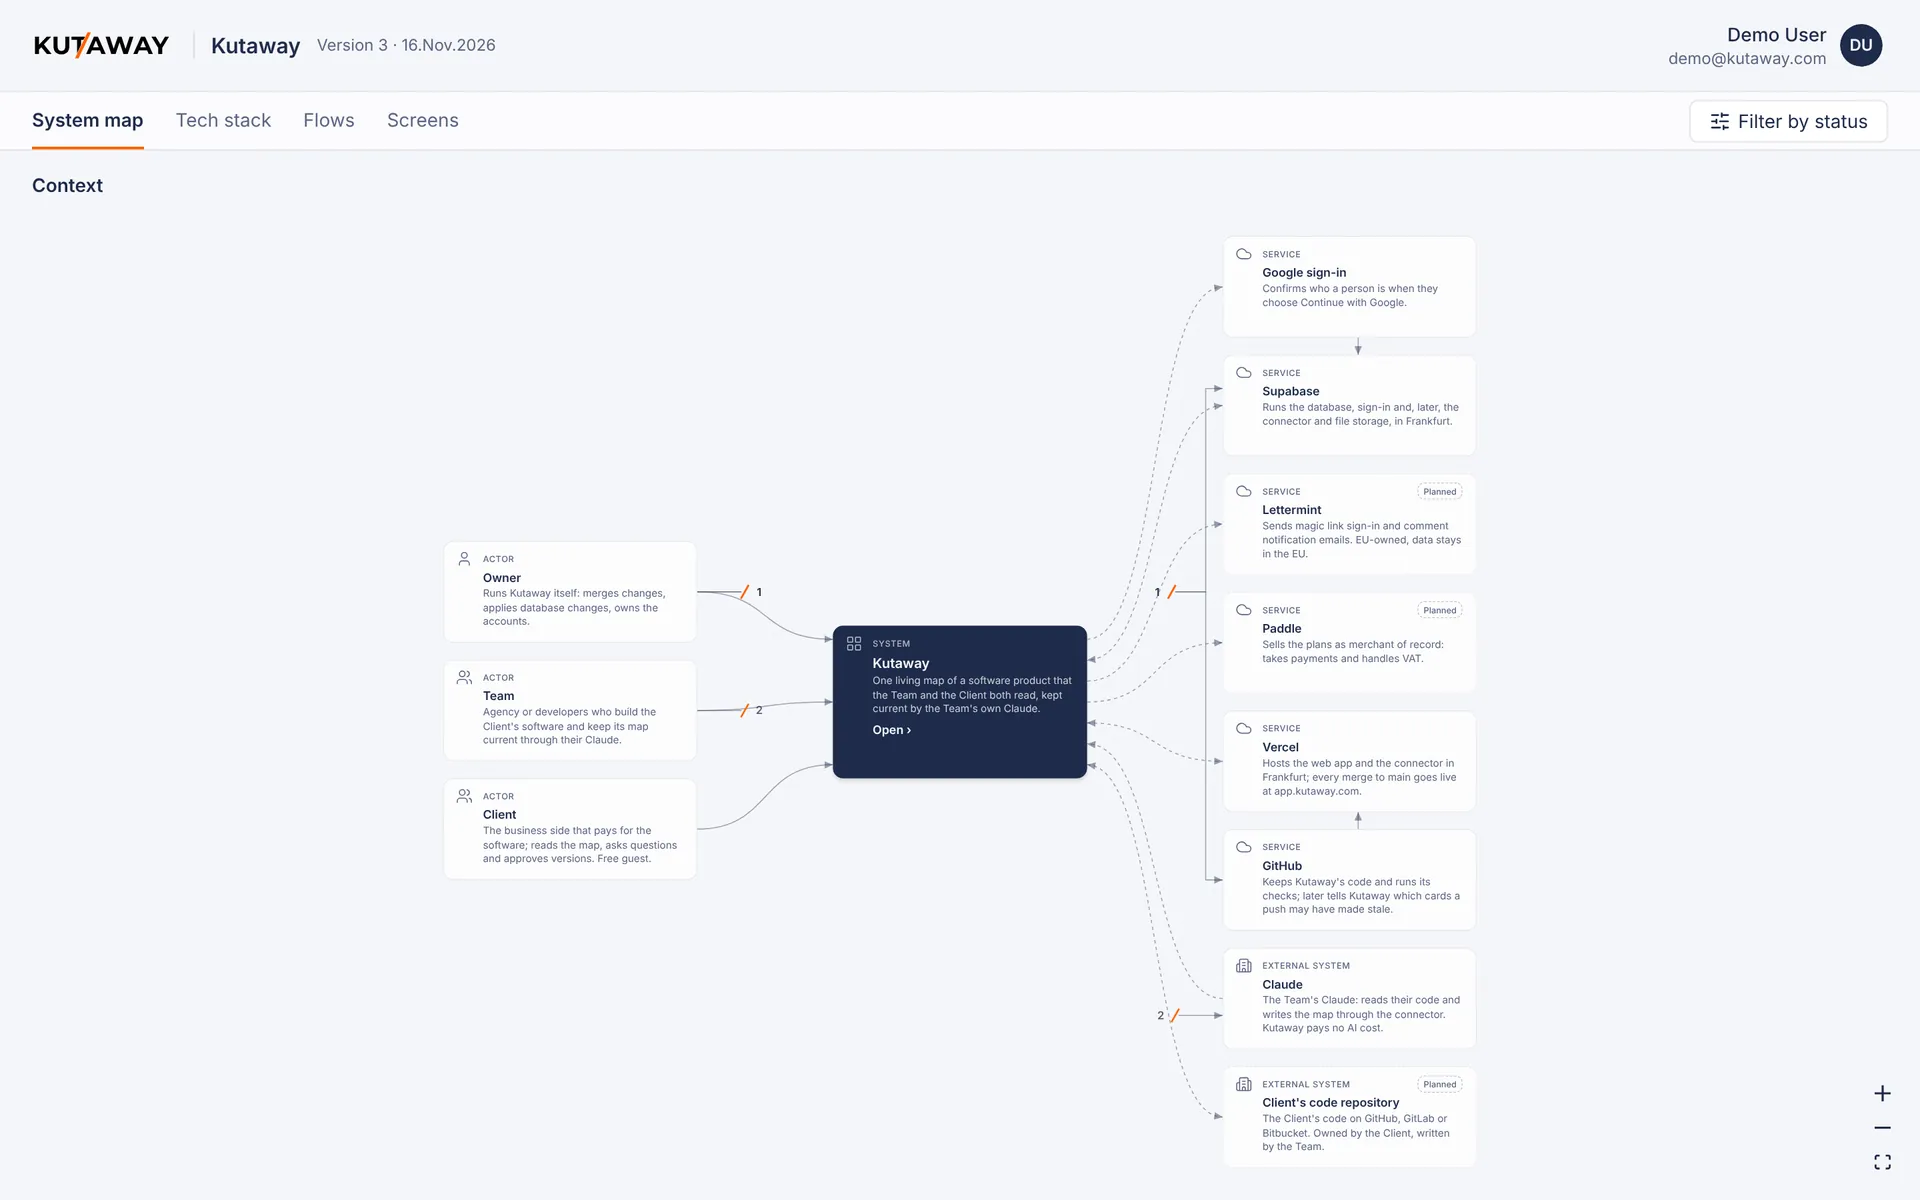 KUTAWAY
Kutaway
Version 3 · 16.Nov.2026
Demo User
demo@kutaway.com
DU
System map
Tech stack
Flows
Screens
Filter by status
Context
SERVICE
Google sign-in
Confirms who a person is when they
choose Continue with Google.
SERVICE
Supabase
Runs the database, sign-in and, later, the
connector and file storage, in Frankfurt.
SERVICE
Planned
Lettermint
Sends magic link sign-in and comment
notification emails. EU-owned, data stays
in the EU.
ACTOR
Owner
Runs Kutaway itself: merges changes,
applies database changes, owns the
accounts.
1
1
SERVICE
Planned
Paddle
Sells the plans as merchant of record:
takes payments and handles VAT.
SYSTEM
Kutaway
One living map of a software product that
the Team and the Client both read, kept
current by the Team's own Claude.
Open ›
ACTOR
Team
Agency or developers who build the
Client's software and keep its map
current through their Claude.
2
SERVICE
Vercel
Hosts the web app and the connector in
Frankfurt; every merge to main goes live
at app.kutaway.com.
ACTOR
Client
The business side that pays for the
software; reads the map, asks questions
and approves versions. Free guest.
SERVICE
GitHub
Keeps Kutaway's code and runs its
checks; later tells Kutaway which cards a
push may have made stale.
EXTERNAL SYSTEM
Claude
The Team's Claude: reads their code and
writes the map through the connector.
Kutaway pays no AI cost.
2
EXTERNAL SYSTEM
Planned
Client's code repository
The Client's code on GitHub, GitLab or
Bitbucket. Owned by the Client, written
by the Team.